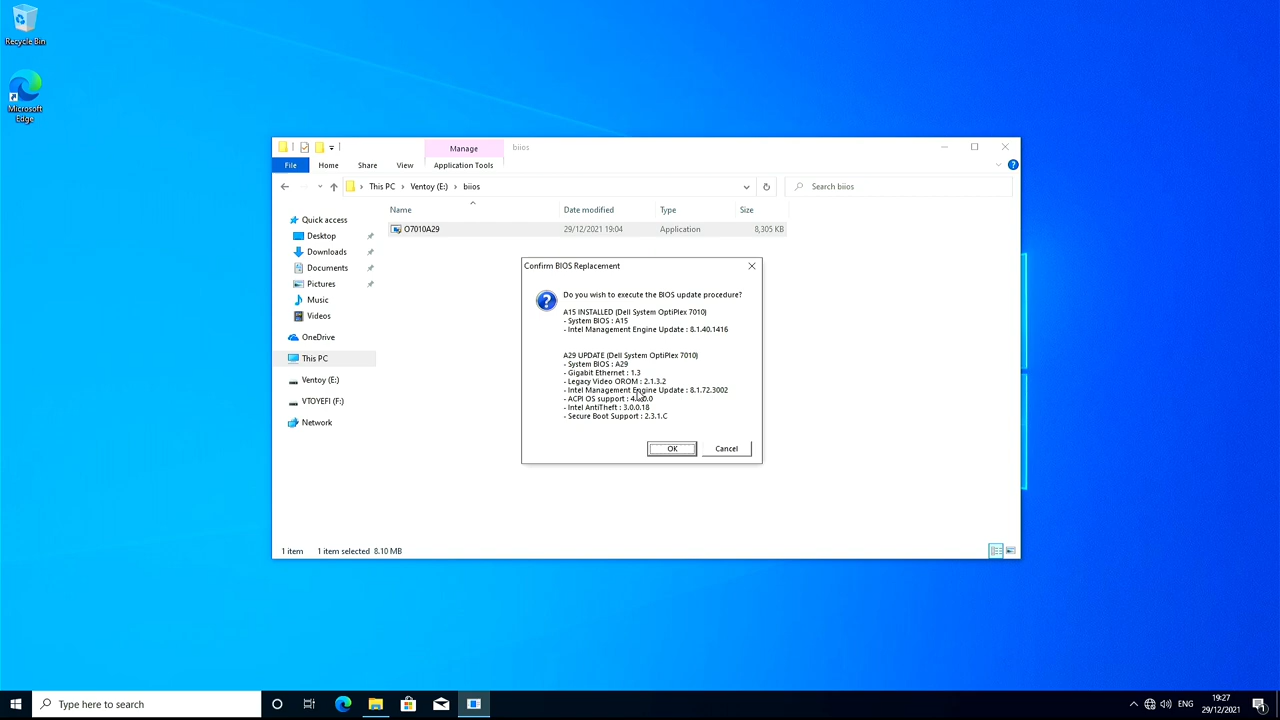 Recycle Bin
Microsoft
Edge
Manage
biios
File
Home
Share
View
Application Tools
This PC
Ventoy (E:)
biios
Search biios
Name
Date modified
Type
Size
O7010A29
29/12/2021 19:04
Application
8,305 KB
Quick access
Desktop
Downloads
Documents
Pictures
Music
Videos
OneDrive
This PC
Ventoy (E:)
VTOYEFI (F:)
Network
Confirm BIOS Replacement
Do you wish to execute the BIOS update procedure?
A15 INSTALLED (Dell System OptiPlex 7010)
- System BIOS : A15
- Intel Management Engine Update : 8.1.40.1416
A29 UPDATE (Dell System OptiPlex 7010)
- System BIOS : A29
- Gigabit Ethernet : 1.3
- Legacy Video OROM : 2.1.3.2
- Intel Management Engine Update : 8.1.72.3002
- ACPI OS support : 4.0.0.0
- Intel AntiTheft : 3.0.0.18
- Secure Boot Support : 2.3.1.C
OK
Cancel
1 item
1 item selected 8.10 MB
Type here to search
ENG
19:27
29/12/2021
1